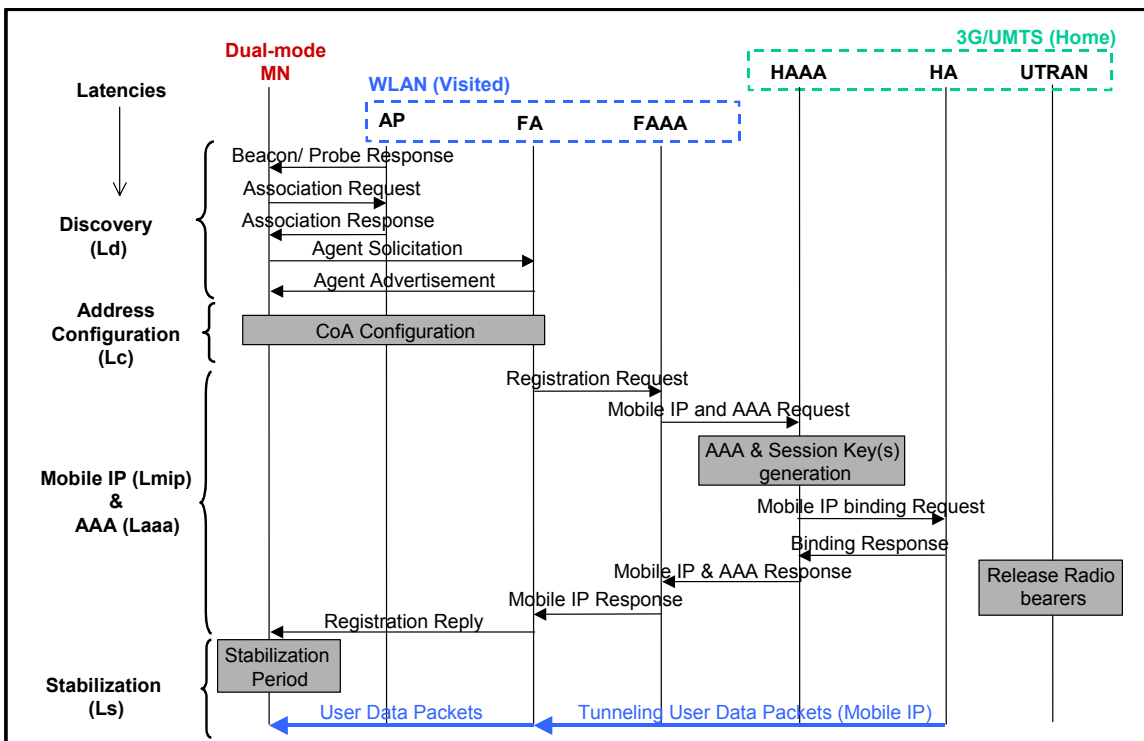 3G/UMTS (Home)
Dual-mode
MN
HAAA HA UTRAN
WLAN (Visited)
Latencies
AP FA FAAA
Beacon/ Probe Response
Association Request
Association Response
Discovery
(Ld)
Agent Solicitation
Agent Advertisement
Address
Configuration
(Lc)
CoA Configuration
Registration Request
Mobile IP and AAA Request
AAA & Session Key(s)
generation
Mobile IP (Lmip)
&
AAA (Laaa)
Mobile IP binding Request
Binding Response
Mobile IP & AAA Response
Release Radio
bearers
Mobile IP Response
Registration Reply
Stabilization
Period
Stabilization
(Ls)
User Data Packets
Tunneling User Data Packets (Mobile IP)